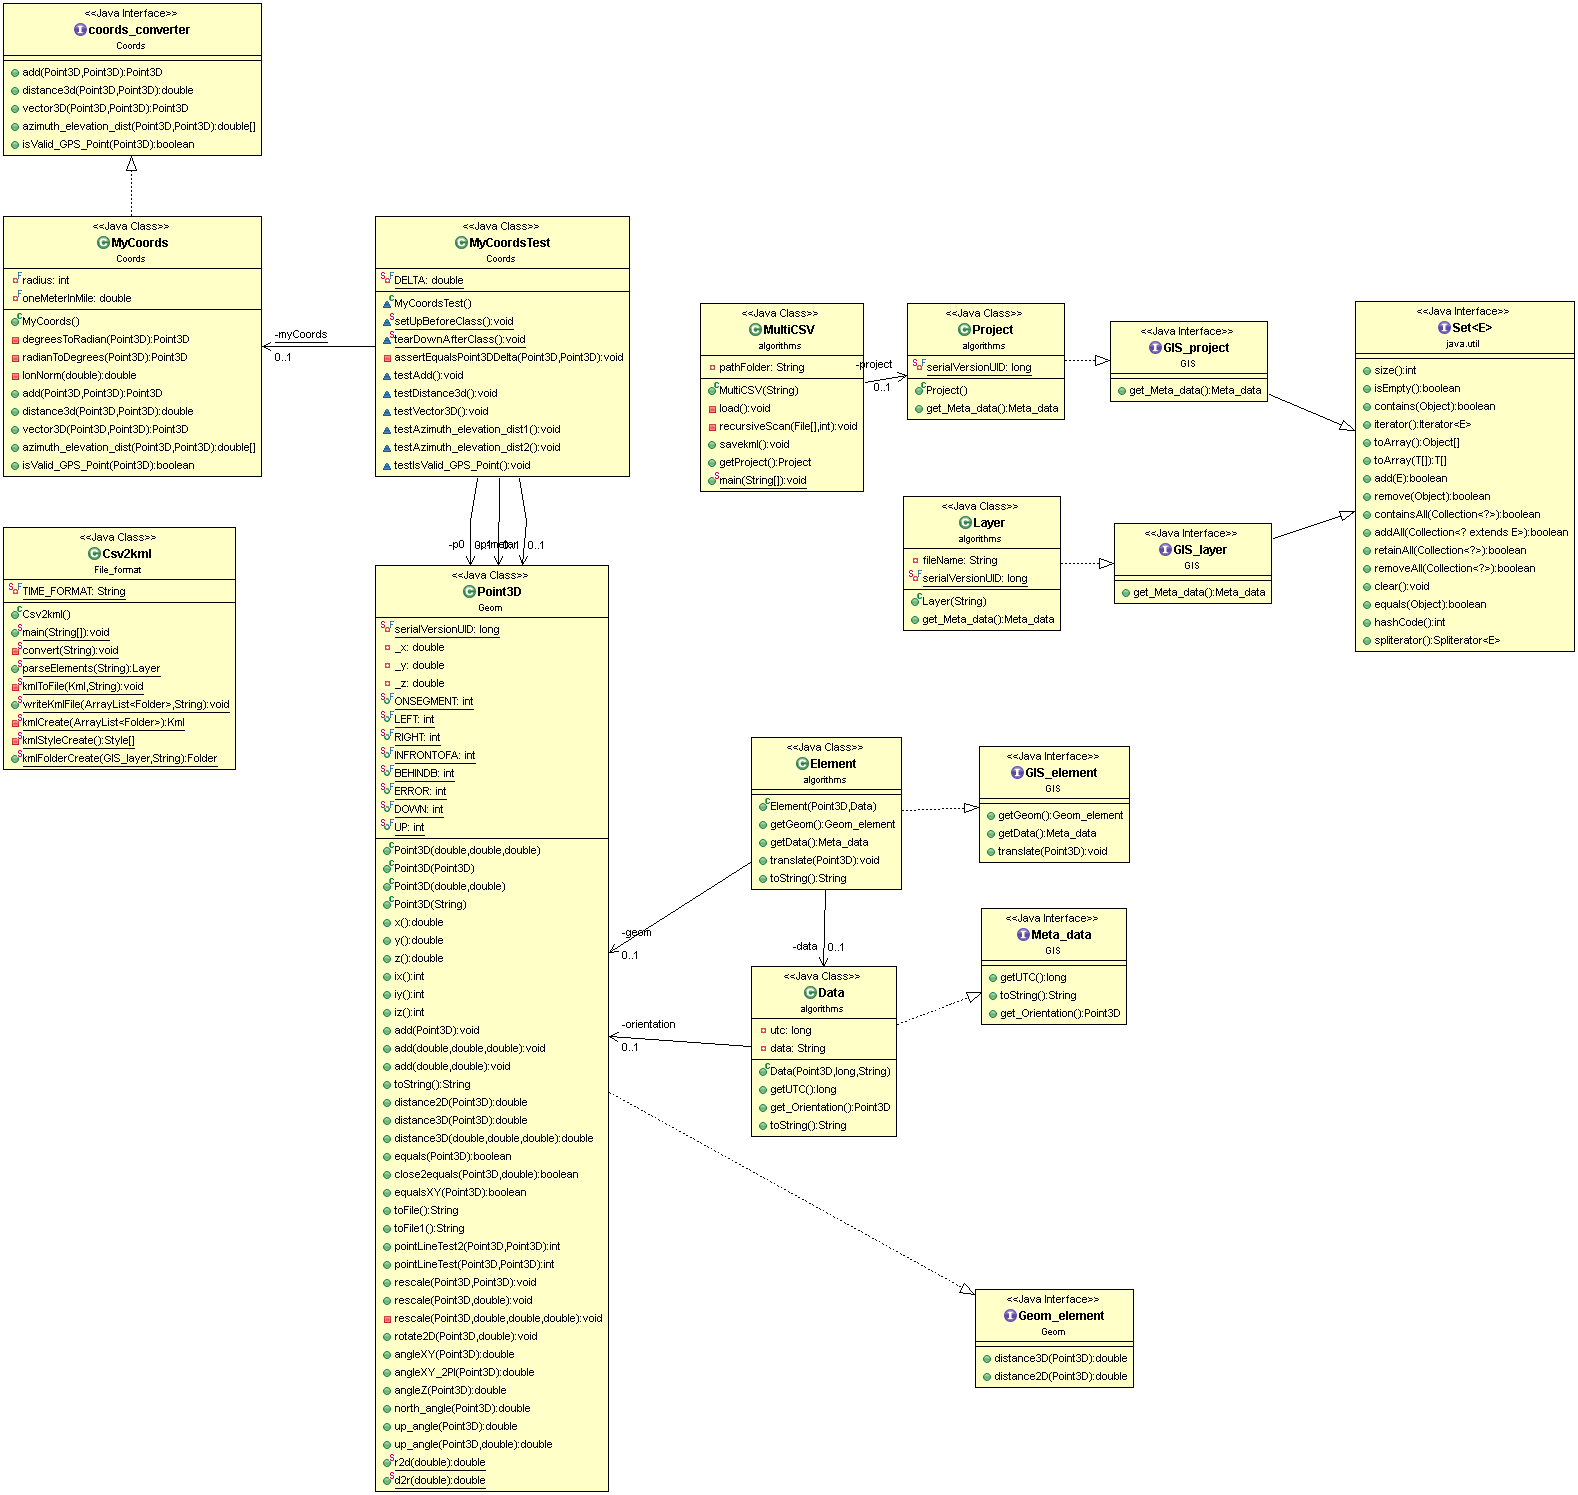 <<Java Interface>>
coords_converter
Coords
add(Point3D,Point3D):Point3D
distance3d(Point3D,Point3D):double
vector3D(Point3D,Point3D):Point3D
azimuth_elevation_dist(Point3D,Point3D):double[]
isValid_GPS_Point(Point3D):boolean
<<Java Class>>
MyCoords
Coords
radius: int
oneMeterInMile: double
MyCoords()
degreesToRadian(Point3D):Point3D
radianToDegrees(Point3D):Point3D
lonNorm(double):double
add(Point3D,Point3D):Point3D
distance3d(Point3D,Point3D):double
vector3D(Point3D,Point3D):Point3D
azimuth_elevation_dist(Point3D,Point3D):double[]
isValid_GPS_Point(Point3D):boolean
-myCoords
0..1
<<Java Class>>
MyCoordsTest
Coords
DELTA: double
MyCoordsTest()
setUpBeforeClass():void
tearDownAfterClass():void
assertEqualsPoint3DDelta(Point3D,Point3D):void
testAdd():void
testDistance3d():void
testVector3D():void
testAzimuth_elevation_dist1():void
testAzimuth_elevation_dist2():void
testIsValid_GPS_Point():void
-p0
0..1
<<Java Class>>
Csv2kml
File_format
TIME_FORMAT: String
Csv2kml()
main(String[]):void
convert(String):void
parseElements(String):Layer
kmlToFile(Kml,String):void
writeKmlFile(ArrayList<Folder>,String):void
kmlCreate(ArrayList<Folder>):Kml
kmlStyleCreate():Style[]
kmlFolderCreate(GIS_layer,String):Folder
<<Java Class>>
Point3D
Geom
serialVersionUID: long
_x: double
_y: double
_z: double
ONSEGMENT: int
LEFT: int
RIGHT: int
INFRONTOFA: int
BEHINDB: int
ERROR: int
DOWN: int
UP: int
Point3D(double,double,double)
Point3D(Point3D)
Point3D(double,double)
Point3D(String)
x():double
y():double
z():double
ix():int
iy():int
iz():int
add(Point3D):void
add(double,double,double):void
add(double,double):void
toString():String
distance2D(Point3D):double
distance3D(Point3D):double
distance3D(double,double,double):double
equals(Point3D):boolean
close2equals(Point3D,double):boolean
equalsXY(Point3D):boolean
toFile():String
toFile1():String
pointLineTest2(Point3D,Point3D):int
pointLineTest(Point3D,Point3D):int
rescale(Point3D,Point3D):void
rescale(Point3D,double):void
rescale(Point3D,double,double,double):void
rotate2D(Point3D,double):void
angleXY(Point3D):double
angleXY_2PI(Point3D):double
angleZ(Point3D):double
north_angle(Point3D):double
up_angle(Point3D):double
up_angle(Point3D,double):double
r2d(double):double
d2r(double):double
<<Java Class>>
MultiCSV
algorithms
pathFolder: String
MultiCSV(String)
load():void
recursiveScan(File[],int):void
savekml():void
getProject():Project
main(String[]):void
-project
0..1
<<Java Class>>
Project
algorithms
serialVersionUID: long
Project()
get_Meta_data():Meta_data
<<Java Interface>>
GIS_project
GIS
get_Meta_data():Meta_data
<<Java Class>>
Layer
algorithms
fileName: String
serialVersionUID: long
Layer(String)
get_Meta_data():Meta_data
<<Java Interface>>
GIS_layer
GIS
get_Meta_data():Meta_data
<<Java Interface>>
Set<E>
java.util
size():int
isEmpty():boolean
contains(Object):boolean
iterator():Iterator<E>
toArray():Object[]
toArray(T[]):T[]
add(E):boolean
remove(Object):boolean
containsAll(Collection<?>):boolean
addAll(Collection<? extends E>):boolean
retainAll(Collection<?>):boolean
removeAll(Collection<?>):boolean
clear():void
equals(Object):boolean
hashCode():int
spliterator():Spliterator<E>
<<Java Class>>
Element
algorithms
Element(Point3D,Data)
getGeom():Geom_element
getData():Meta_data
translate(Point3D):void
toString():String
<<Java Interface>>
GIS_element
GIS
getGeom():Geom_element
getData():Meta_data
translate(Point3D):void
-geom
0..1
-data
0..1
<<Java Interface>>
Meta_data
GIS
getUTC():long
toString():String
get_Orientation():Point3D
<<Java Class>>
Data
algorithms
utc: long
data: String
Data(Point3D,long,String)
getUTC():long
get_Orientation():Point3D
toString():String
-orientation
0..1
<<Java Interface>>
Geom_element
Geom
distance3D(Point3D):double
distance2D(Point3D):double